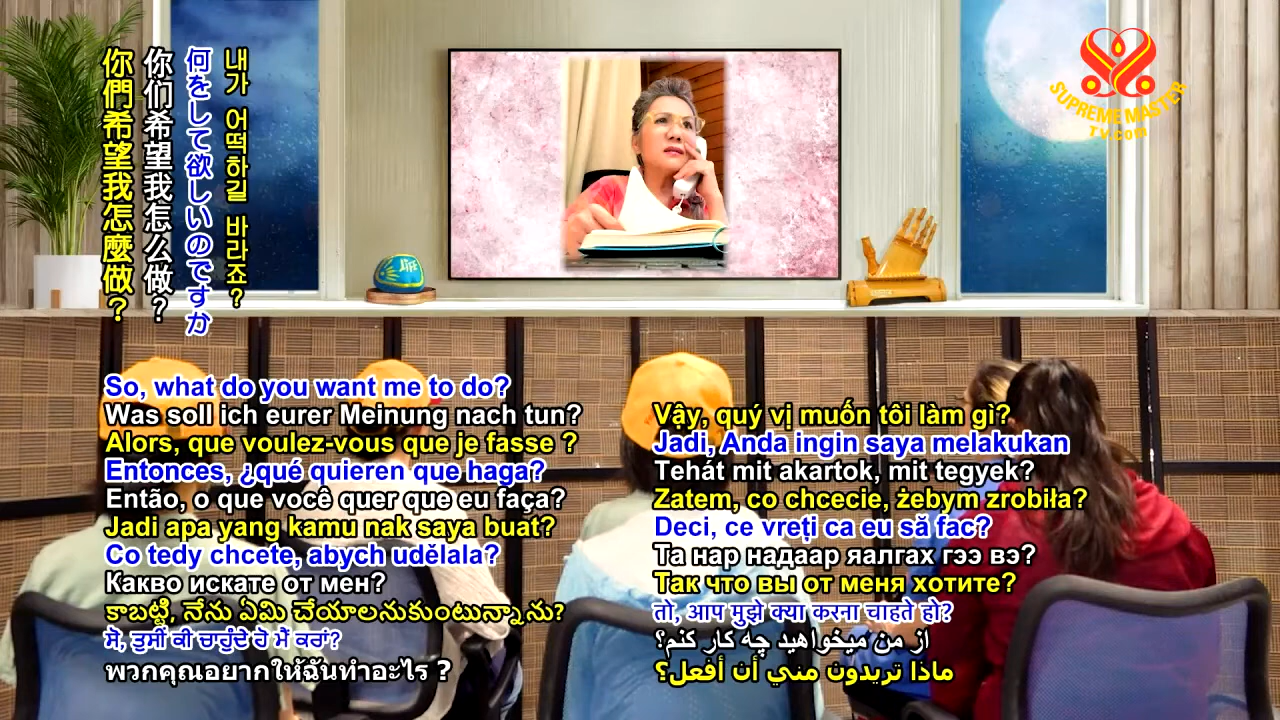 你們希望我怎麼做？
你们希望我怎么做？
何をして欲しいのですか
내가 어떡하길 바라죠？
SUPREME MASTER
TV.com
LIFE
So, what do you want me to do?
Was soll ich eurer Meinung nach tun?
Alors, que voulez-vous que je fasse ?
Entonces, ¿qué quieren que haga?
Então, o que você quer que eu faça?
Jadi apa yang kamu nak saya buat?
Co tedy chcete, abych udělala?
Какво искате от мен?
కాబట్టి, నేను ఏమి చేయాలనుకుంటున్నాను?
ਸੋ, ਤੁਸੀਂ ਕੀ ਚਾਹੁੰਦੇ ਹੋ ਮੈਂ ਕਰਾਂ?
พวกคุณอยากให้ฉันทำอะไร ?
Vậy, quý vị muốn tôi làm gì?
Jadi, Anda ingin saya melakukan
Tehát mit akartok, mit tegyek?
Zatem, co chcecie, żebym zrobiła?
Deci, ce vreți ca eu să fac?
Та нар надаар яалгах гээ вэ?
Так что вы от меня хотите?
तो, आप मुझे क्या करना चाहते हो?
از من میخواهید چه کار کنم؟
ماذا تريدون مني أن أفعل؟